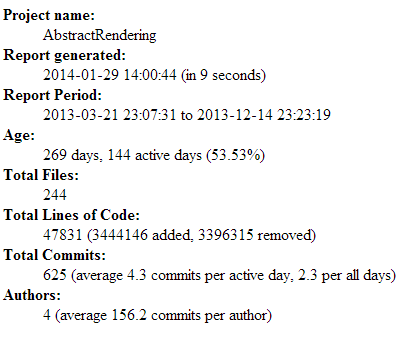 Project name:
AbstractRendering
Report generated:
2014-01-29 14:00:44 (in 9 seconds)
Report Period:
2013-03-21 23:07:31 to 2013-12-14 23:23:19
Age:
269 days, 144 active days (53.53%)
Total Files:
244
Total Lines of Code:
47831 (3444146 added, 3396315 removed)
Total Commits:
625 (average 4.3 commits per active day, 2.3 per all days)
Authors:
4 (average 156.2 commits per author)